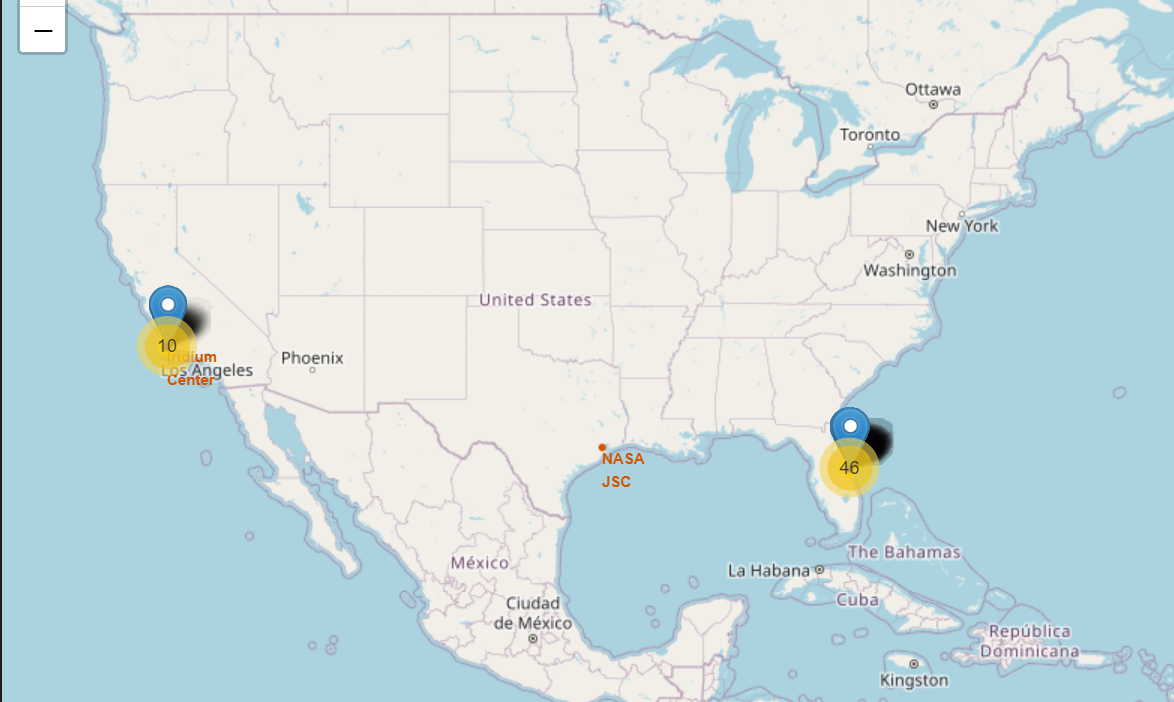 −
Ottawa
Toronto
New York
Washington
United States
10
Iridium
Los Angeles
Center
Phoenix
46
NASA
JSC
The Bahamas
México
La Habana
Cuba
Ciudad
de México
República
Dominicana
Kingston